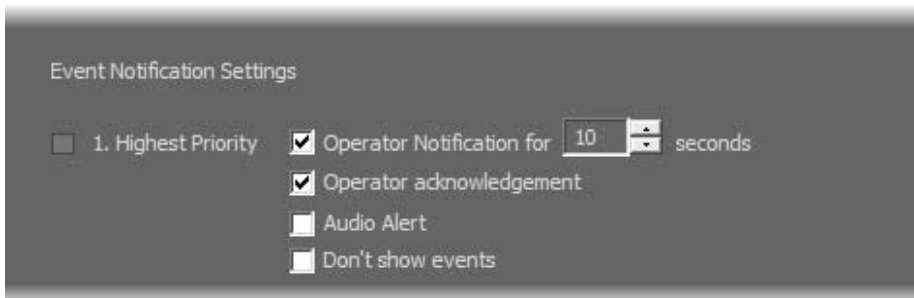 Event Notification Settings
1. Highest Priority Operator Notification for 10 seconds
Operator acknowledgement
Audio Alert
Don't show events